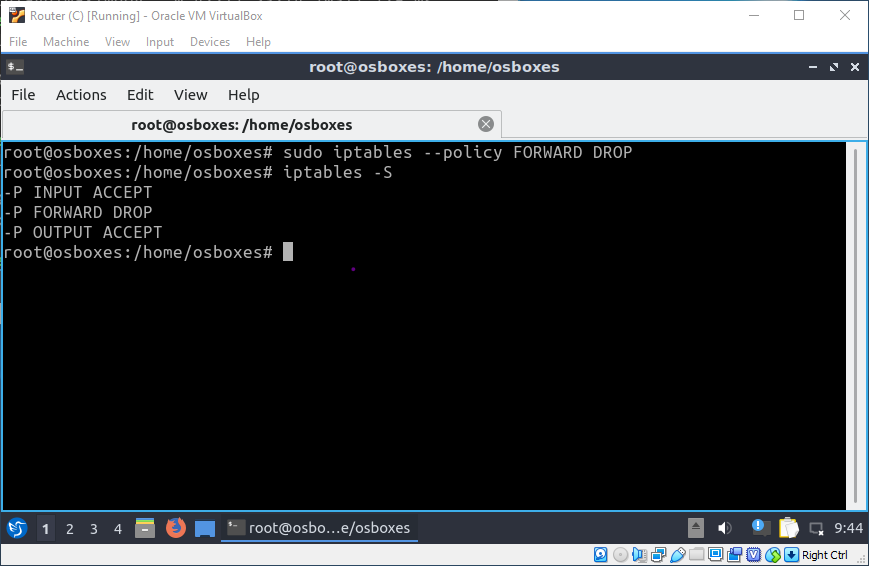 Router (C) [Running] - Oracle VM VirtualBox
File Machine View Input Devices Help
root@osboxes: /home/osboxes
File Actions Edit View Help
root@osboxes: /home/osboxes
root@osboxes:/home/osboxes# sudo iptables --policy FORWARD DROP
root@osboxes:/home/osboxes# iptables -S
-P INPUT ACCEPT
-P FORWARD DROP
-P OUTPUT ACCEPT
root@osboxes:/home/osboxes#
1 2 3 4 root@osbo…e/osboxes 9:44
Right Ctrl